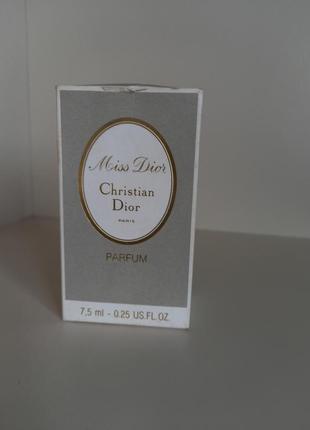 Miss Dior
Christian
Dior
PARIS
PARFUM
7,5 ml - 0.25 US.FL.OZ.